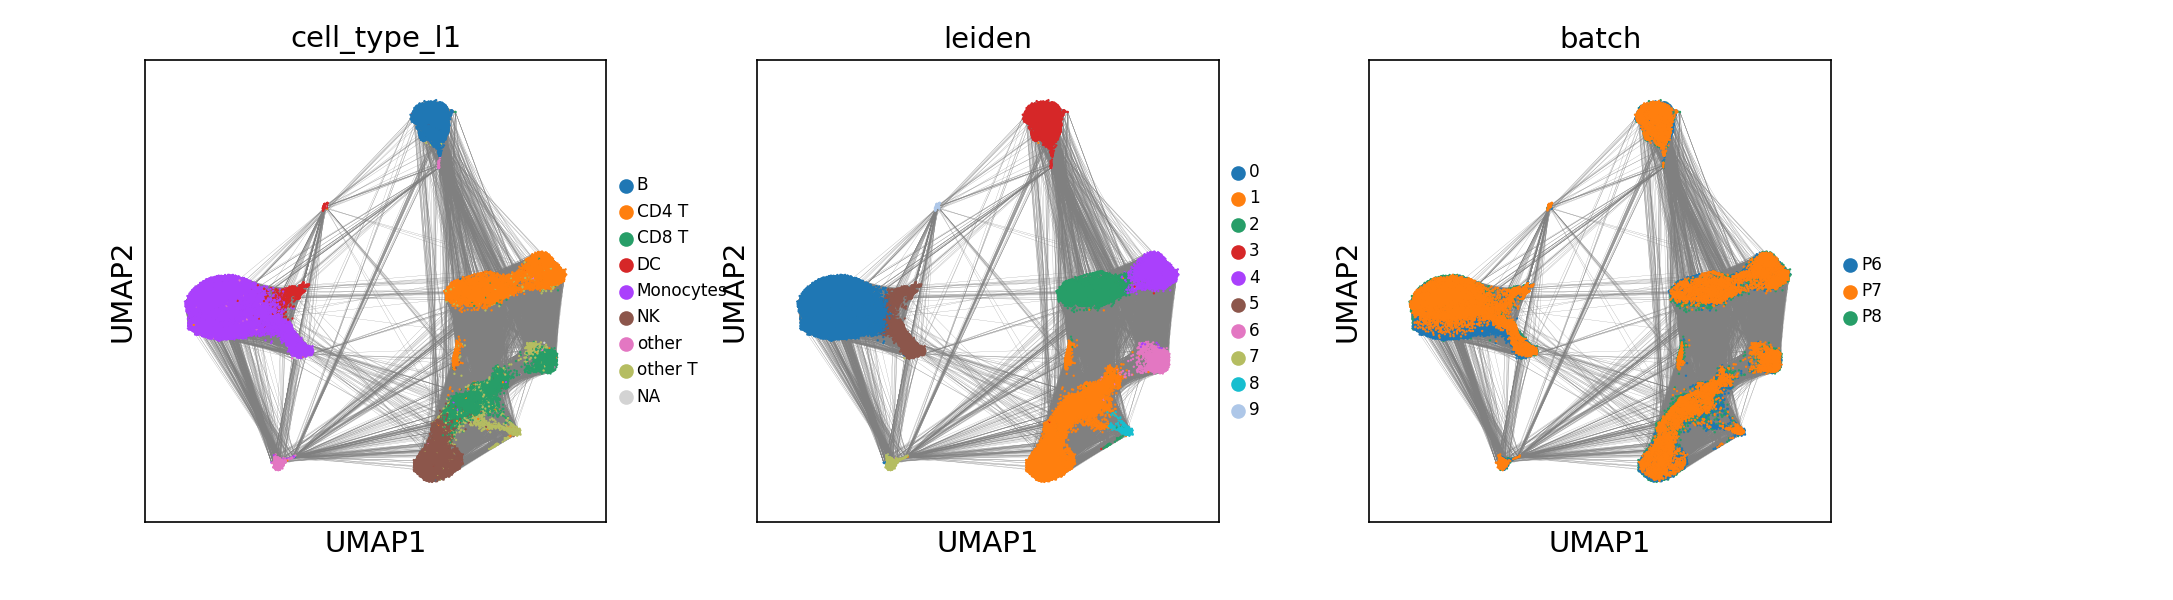 cell_type_l1
UMAP2
UMAP1
B
CD4 T
CD8 T
DC
Monocytes
NK
other
other T
NA
leiden
UMAP2
UMAP1
0
1
2
3
4
5
6
7
8
9
batch
UMAP2
UMAP1
P6
P7
P8